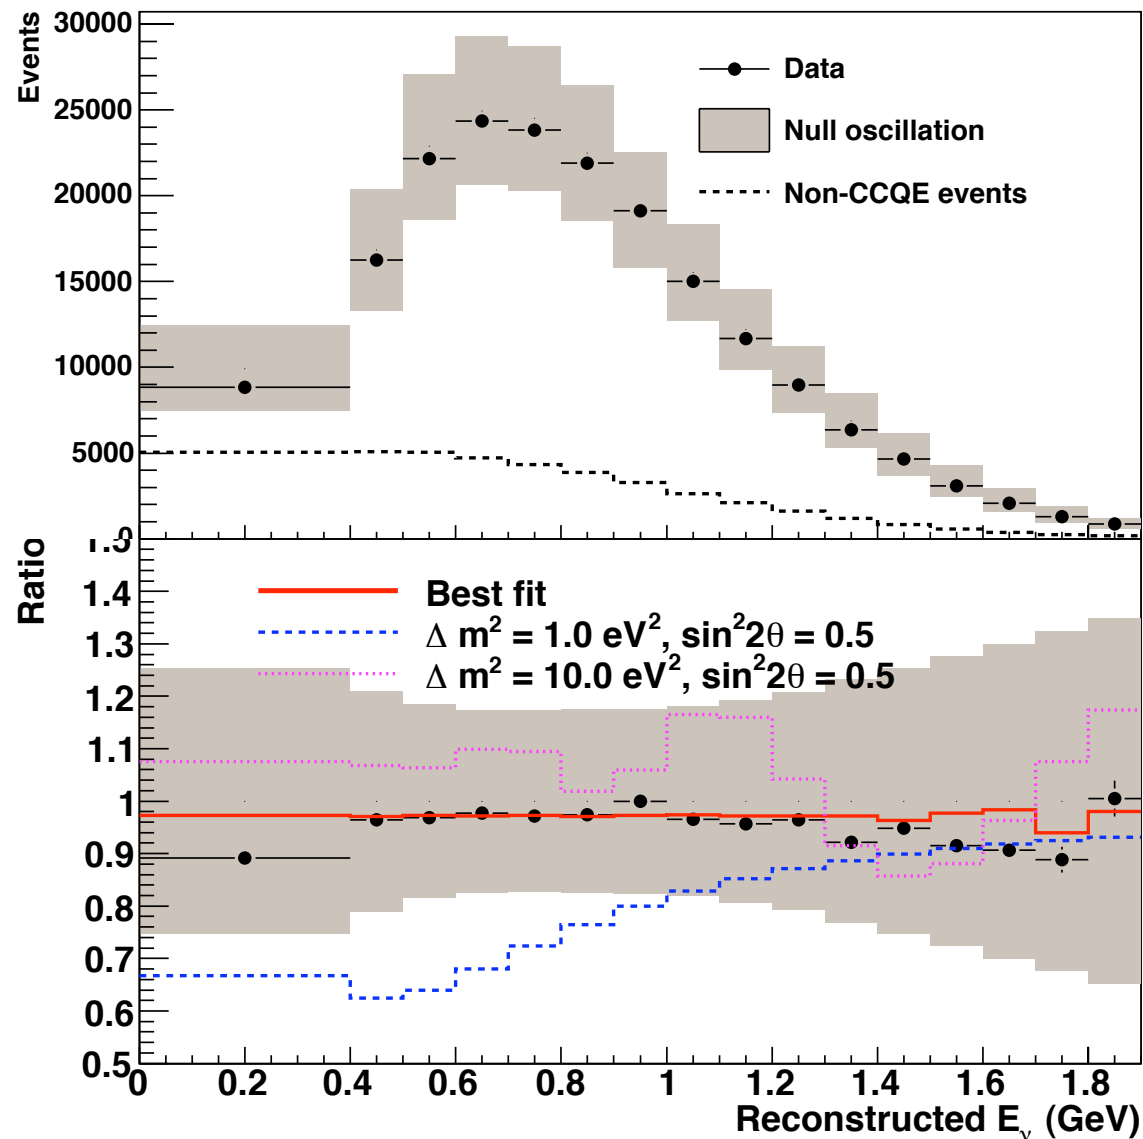 Events
30000
25000
20000
15000
10000
5000
0
Data
Null oscillation
Non-CCQE events
Ratio
1.5
1.4
1.3
1.2
1.1
1
0.9
0.8
0.7
0.6
0.5
Best fit
Δ m² = 1.0 eV², sin²2θ = 0.5
Δ m² = 10.0 eV², sin²2θ = 0.5
0 0.2 0.4 0.6 0.8 1 1.2 1.4 1.6 1.8
Reconstructed Eᵥ (GeV)